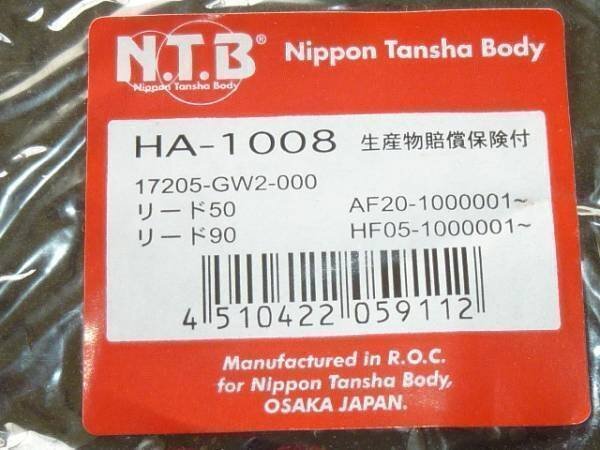 N.T.B® Nippon Tansha Body
Nippon Tansha Body
HA-1008 生産物賠償保険付
17205-GW2-000
リード50 AF20-1000001~
リード90 HF05-1000001~
4 510422 059112
Manufactured in R.O.C.
for Nippon Tansha Body,
OSAKA JAPAN.